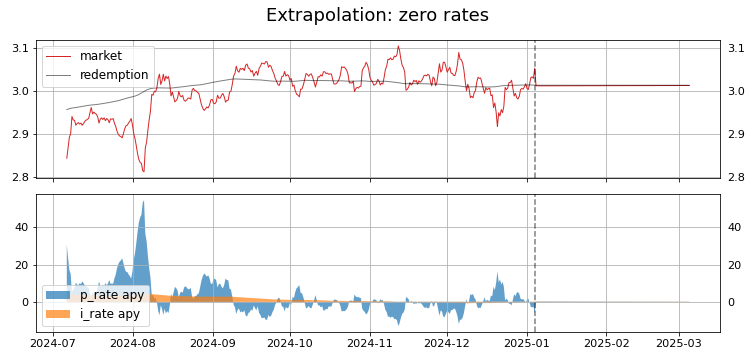 Extrapolation: zero rates
3.1 3.1
market
redemption
3.0 3.0
2.9 2.9
2.8 2.8
40 40
20 20
p_rate apy
0 0
i_rate apy
2024-07 2024-08 2024-09 2024-10 2024-11 2024-12 2025-01 2025-02 2025-03